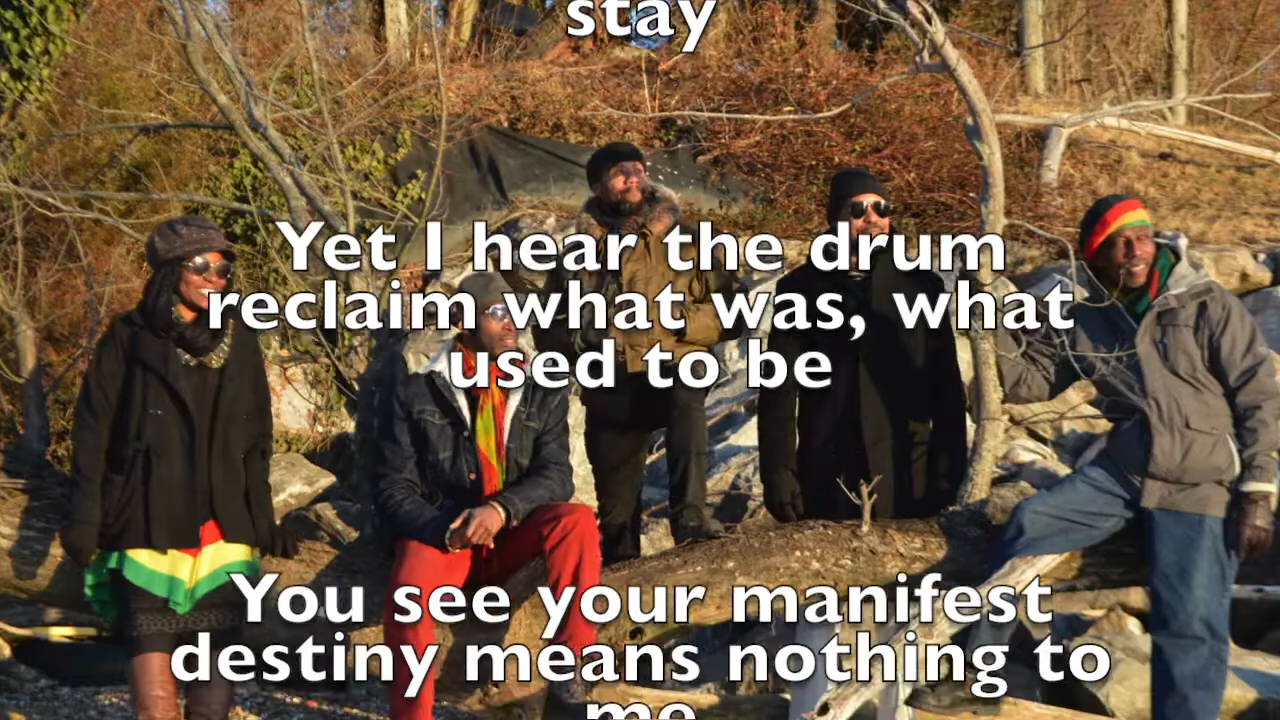 stay
Yet I hear the drum
reclaim what was, what
used to be
You see your manifest
destiny means nothing to
me